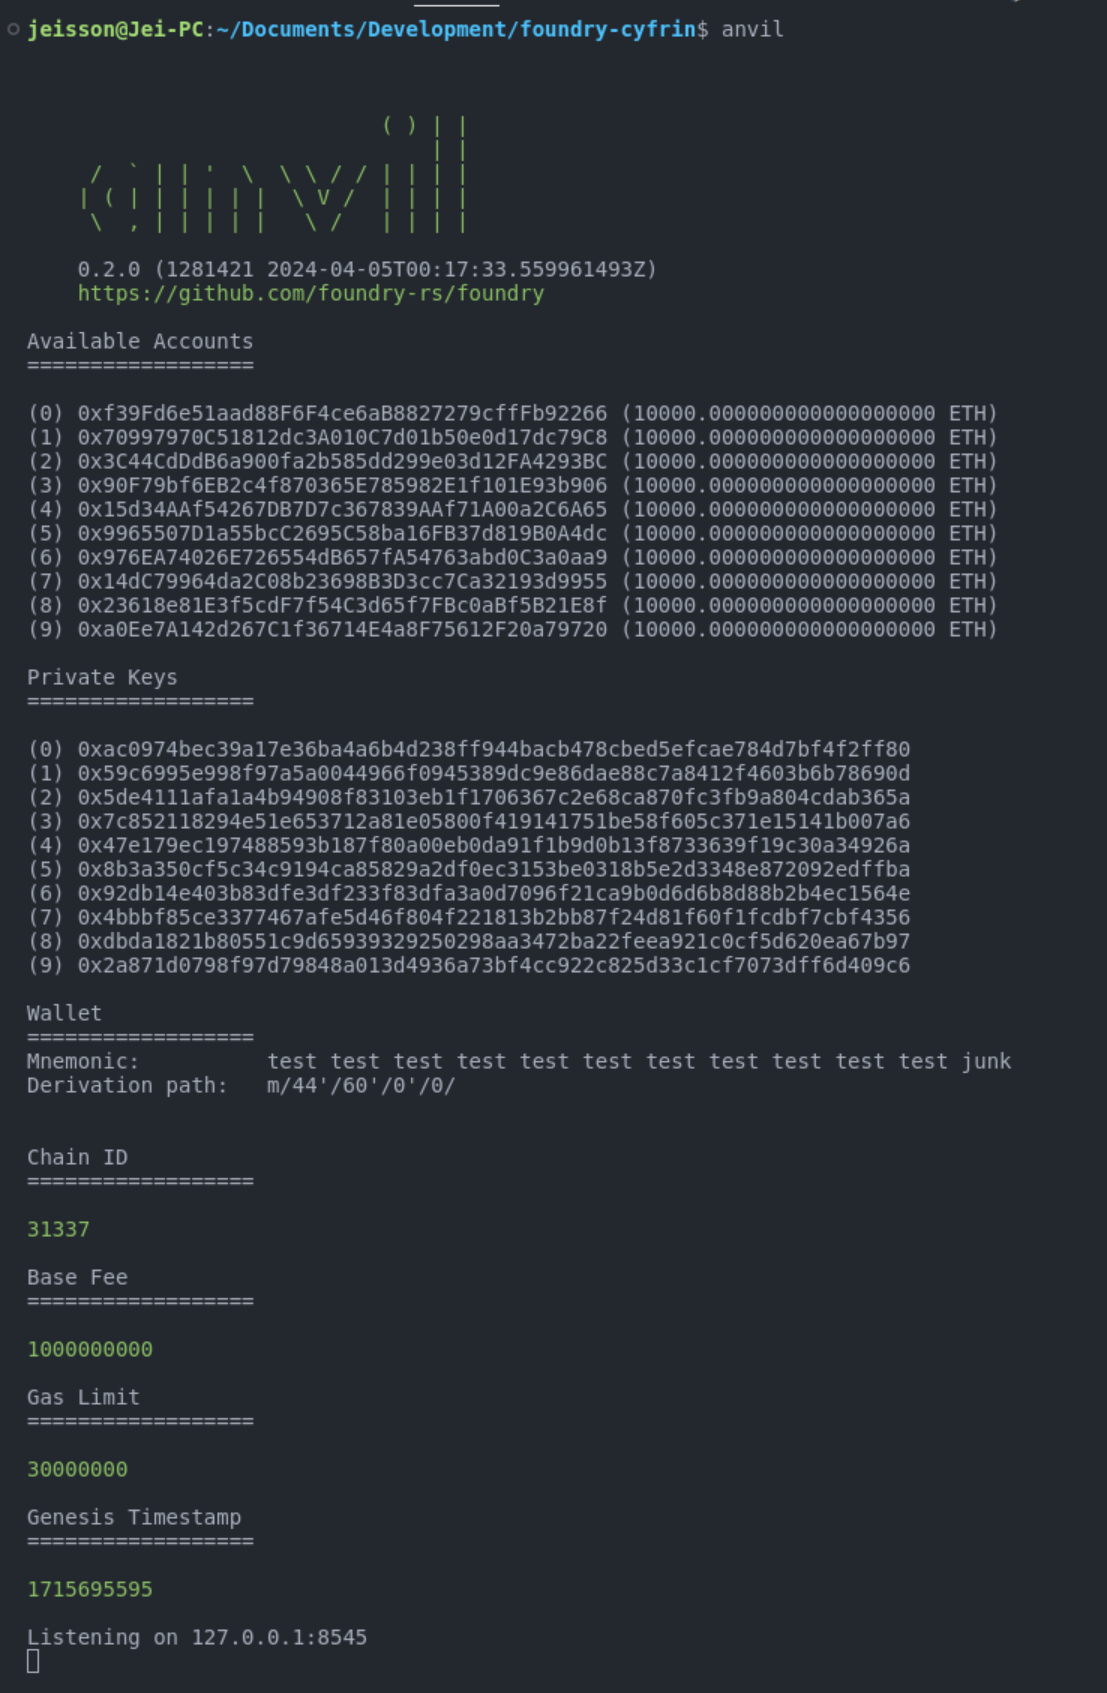 jeisson@Jei-PC:~/Documents/Development/foundry-cyfrin$ anvil
( ) | |
| |
/ ` | | ' \ \ \ / / | | | |
| ( | | | | | | \ V / | | | |
\ , | | | | | \ / | | | |
0.2.0 (1281421 2024-04-05T00:17:33.559961493Z)
https://github.com/foundry-rs/foundry
Available Accounts
==================
(0) 0xf39Fd6e51aad88F6F4ce6aB8827279cffFb92266 (10000.000000000000000000 ETH)
(1) 0x70997970C51812dc3A010C7d01b50e0d17dc79C8 (10000.000000000000000000 ETH)
(2) 0x3C44CdDdB6a900fa2b585dd299e03d12FA4293BC (10000.000000000000000000 ETH)
(3) 0x90F79bf6EB2c4f870365E785982E1f101E93b906 (10000.000000000000000000 ETH)
(4) 0x15d34AAf54267DB7D7c367839AAf71A00a2C6A65 (10000.000000000000000000 ETH)
(5) 0x9965507D1a55bcC2695C58ba16FB37d819B0A4dc (10000.000000000000000000 ETH)
(6) 0x976EA74026E726554dB657fA54763abd0C3a0aa9 (10000.000000000000000000 ETH)
(7) 0x14dC79964da2C08b23698B3D3cc7Ca32193d9955 (10000.000000000000000000 ETH)
(8) 0x23618e81E3f5cdF7f54C3d65f7FBc0aBf5B21E8f (10000.000000000000000000 ETH)
(9) 0xa0Ee7A142d267C1f36714E4a8F75612F20a79720 (10000.000000000000000000 ETH)
Private Keys
==================
(0) 0xac0974bec39a17e36ba4a6b4d238ff944bacb478cbed5efcae784d7bf4f2ff80
(1) 0x59c6995e998f97a5a0044966f0945389dc9e86dae88c7a8412f4603b6b78690d
(2) 0x5de4111afa1a4b94908f83103eb1f1706367c2e68ca870fc3fb9a804cdab365a
(3) 0x7c852118294e51e653712a81e05800f419141751be58f605c371e15141b007a6
(4) 0x47e179ec197488593b187f80a00eb0da91f1b9d0b13f8733639f19c30a34926a
(5) 0x8b3a350cf5c34c9194ca85829a2df0ec3153be0318b5e2d3348e872092edffba
(6) 0x92db14e403b83dfe3df233f83dfa3a0d7096f21ca9b0d6d6b8d88b2b4ec1564e
(7) 0x4bbbf85ce3377467afe5d46f804f221813b2bb87f24d81f60f1fcdbf7cbf4356
(8) 0xdbda1821b80551c9d65939329250298aa3472ba22feea921c0cf5d620ea67b97
(9) 0x2a871d0798f97d79848a013d4936a73bf4cc922c825d33c1cf7073dff6d409c6
Wallet
==================
Mnemonic: test test test test test test test test test test test junk
Derivation path: m/44'/60'/0'/0/
Chain ID
==================
31337
Base Fee
==================
1000000000
Gas Limit
==================
30000000
Genesis Timestamp
==================
1715695595
Listening on 127.0.0.1:8545